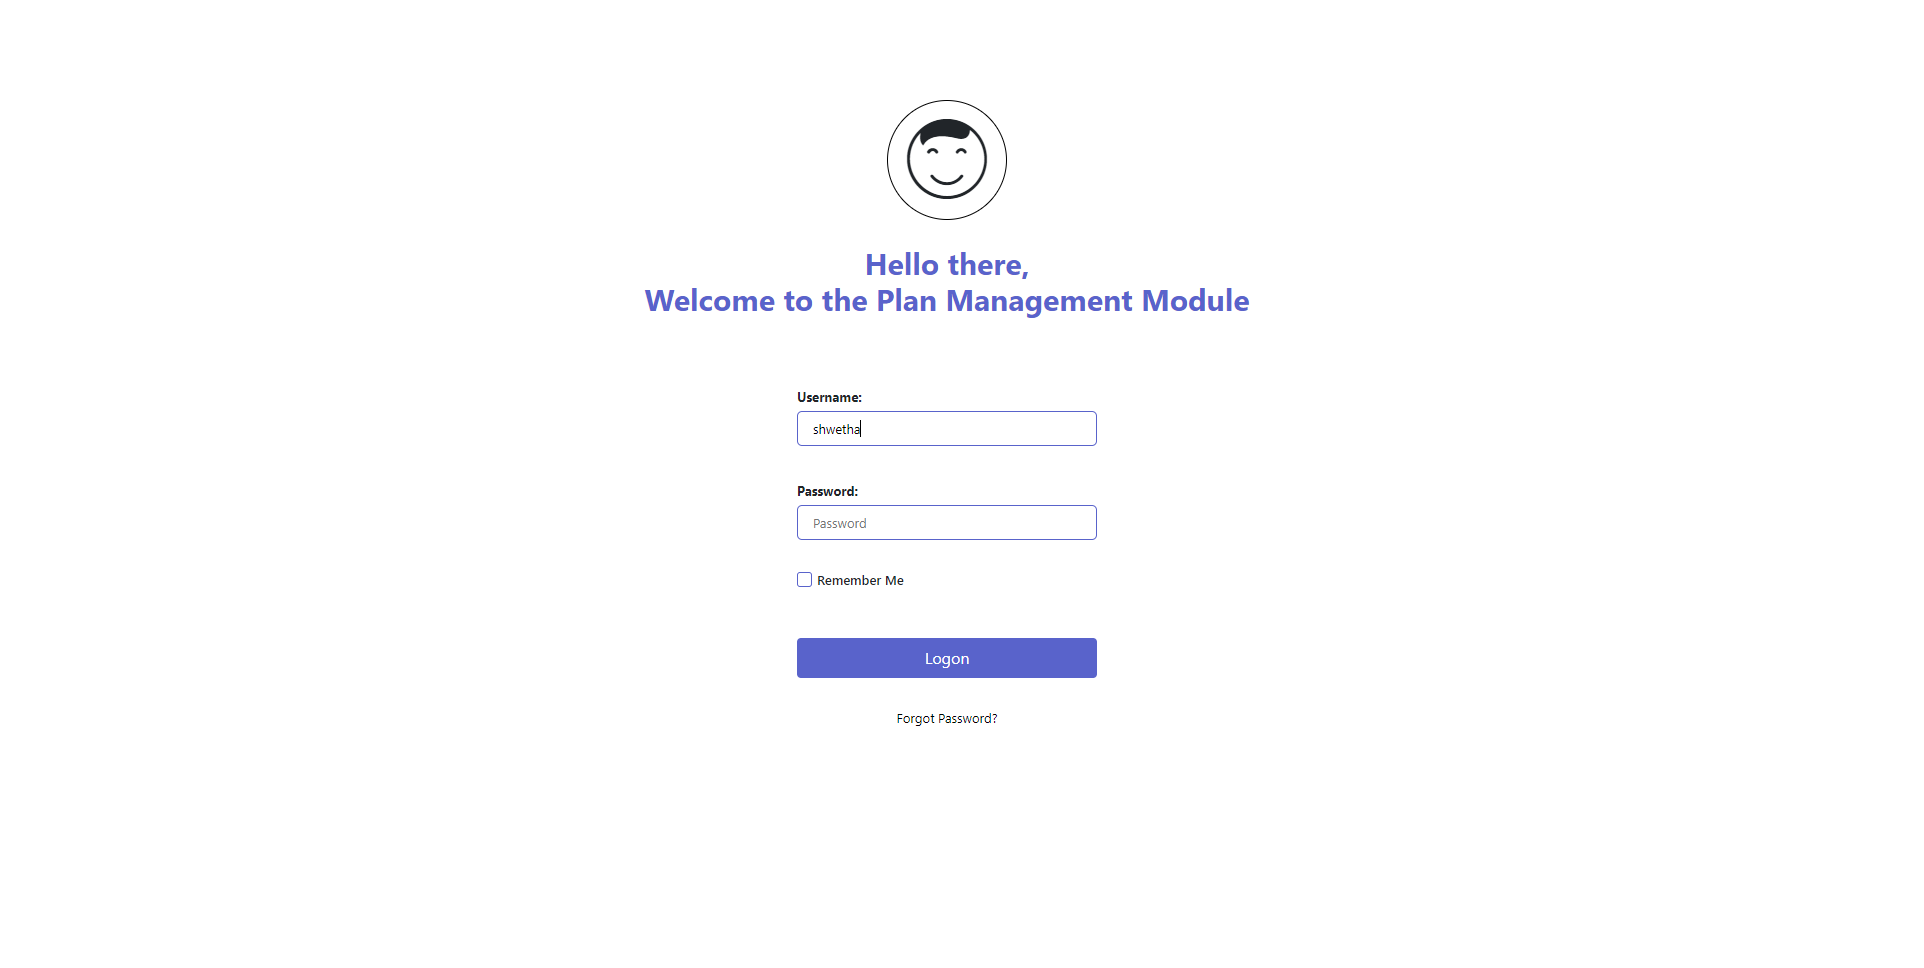 Hello there,
Welcome to the Plan Management Module
Username:
shwetha
Password:
Password
Remember Me
Logon
Forgot Password?